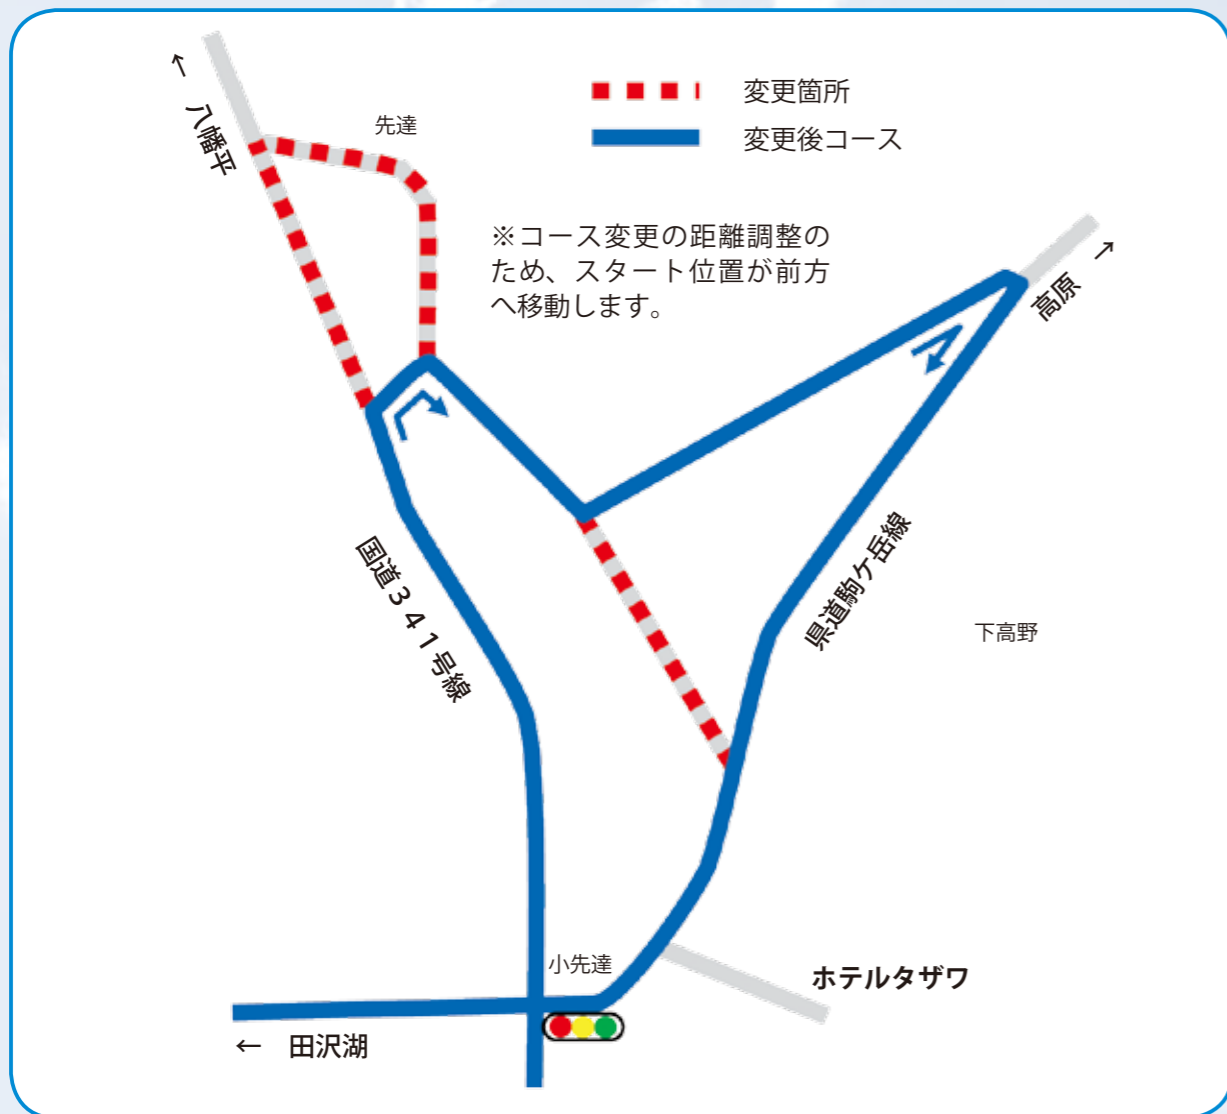 変更箇所
変更後コース
← 八幡平
先達
※コース変更の距離調整の
ため、スタート位置が前方
へ移動します。
高原 →
国道３４１号線
県道駒ケ岳線
下高野
小先達
ホテルタザワ
← 田沢湖